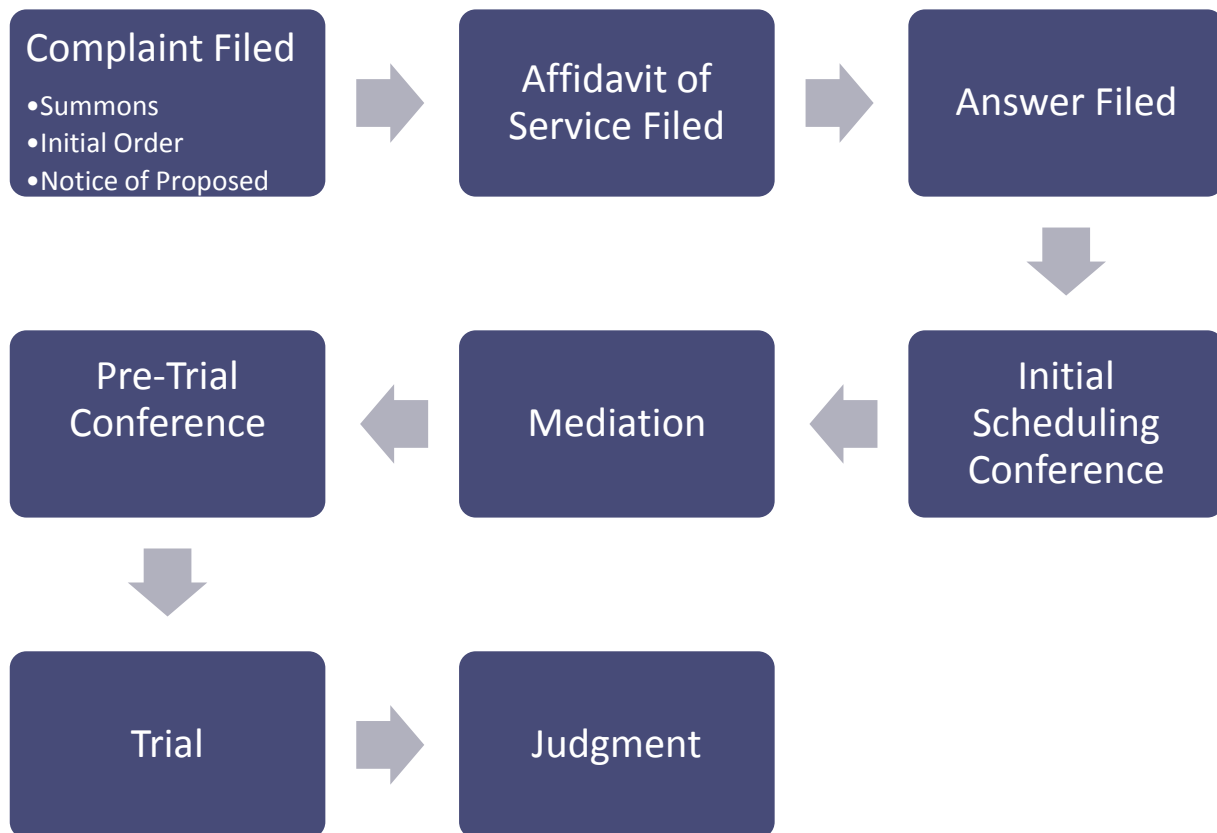 Complaint Filed
•Summons
•Initial Order
•Notice of Proposed
Affidavit of
Service Filed
Answer Filed
Initial
Scheduling
Conference
Mediation
Pre-Trial
Conference
Trial
Judgment